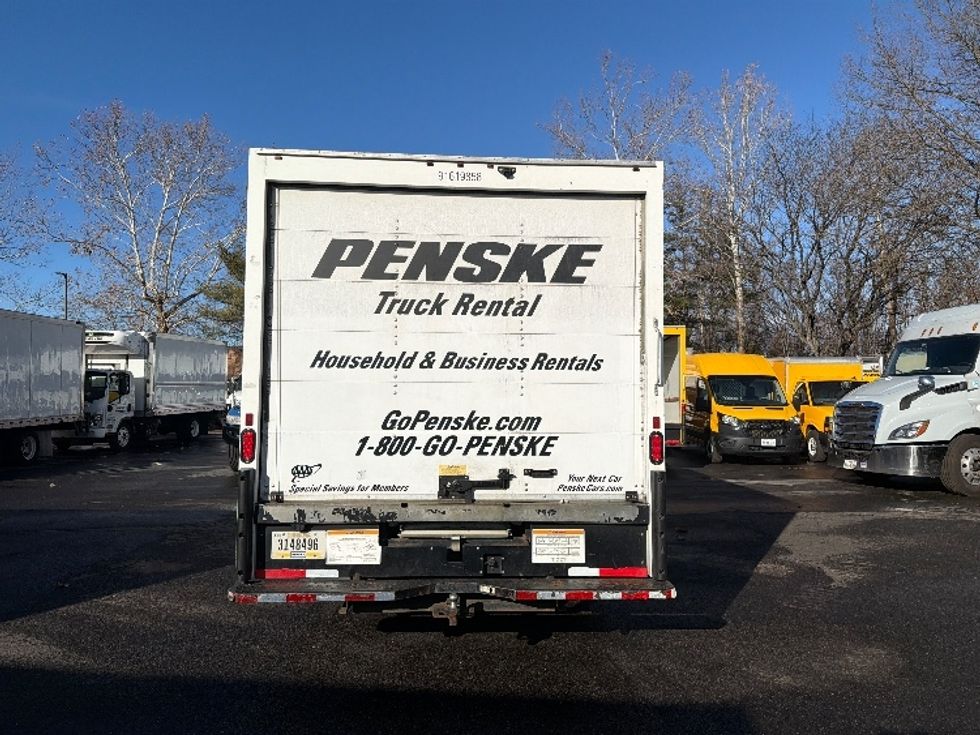 91619858
PENSKE
Truck Rental
Household & Business Rentals
GoPenske.com
1-800-GO-PENSKE
Special Savings for Members
Your Next Car
PenskeCars.com
3148496